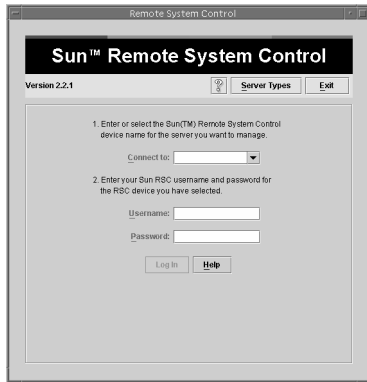 Remote System Control
Sun™ Remote System Control
Version 2.2.1
Server Types
Exit
1. Enter or select the Sun(TM) Remote System Control
device name for the server you want to manage.
Connect to:
2. Enter your Sun RSC username and password for
the RSC device you have selected.
Username:
Password:
Log In
Help